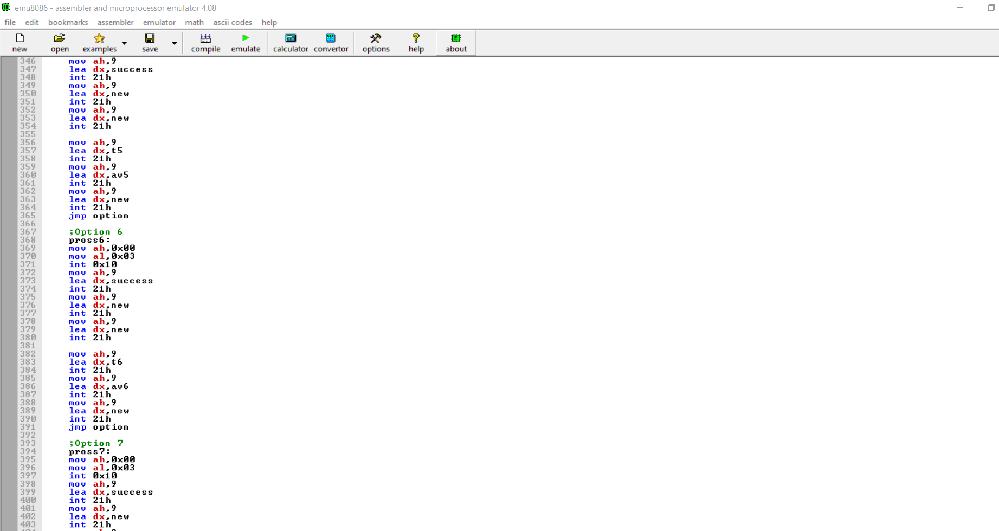 emu8086 - assembler and microprocessor emulator 4.08
file edit bookmarks assembler emulator math ascii codes help
new open examples save compile emulate calculator convertor options help about
346 mov ah,9
347 lea dx,success
348 int 21h
349 mov ah,9
350 lea dx,new
351 int 21h
352 mov ah,9
353 lea dx,new
354 int 21h
355
356 mov ah,9
357 lea dx,t5
358 int 21h
359 mov ah,9
360 lea dx,av5
361 int 21h
362 mov ah,9
363 lea dx,new
364 int 21h
365 jmp option
366
367 ;Option 6
368 pross6:
369 mov ah,0x00
370 mov al,0x03
371 int 0x10
372 mov ah,9
373 lea dx,success
374 int 21h
375 mov ah,9
376 lea dx,new
377 int 21h
378 mov ah,9
379 lea dx,new
380 int 21h
381
382 mov ah,9
383 lea dx,t6
384 int 21h
385 mov ah,9
386 lea dx,av6
387 int 21h
388 mov ah,9
389 lea dx,new
390 int 21h
391 jmp option
392
393 ;Option 7
394 pross7:
395 mov ah,0x00
396 mov al,0x03
397 int 0x10
398 mov ah,9
399 lea dx,success
400 int 21h
401 mov ah,9
402 lea dx,new
403 int 21h